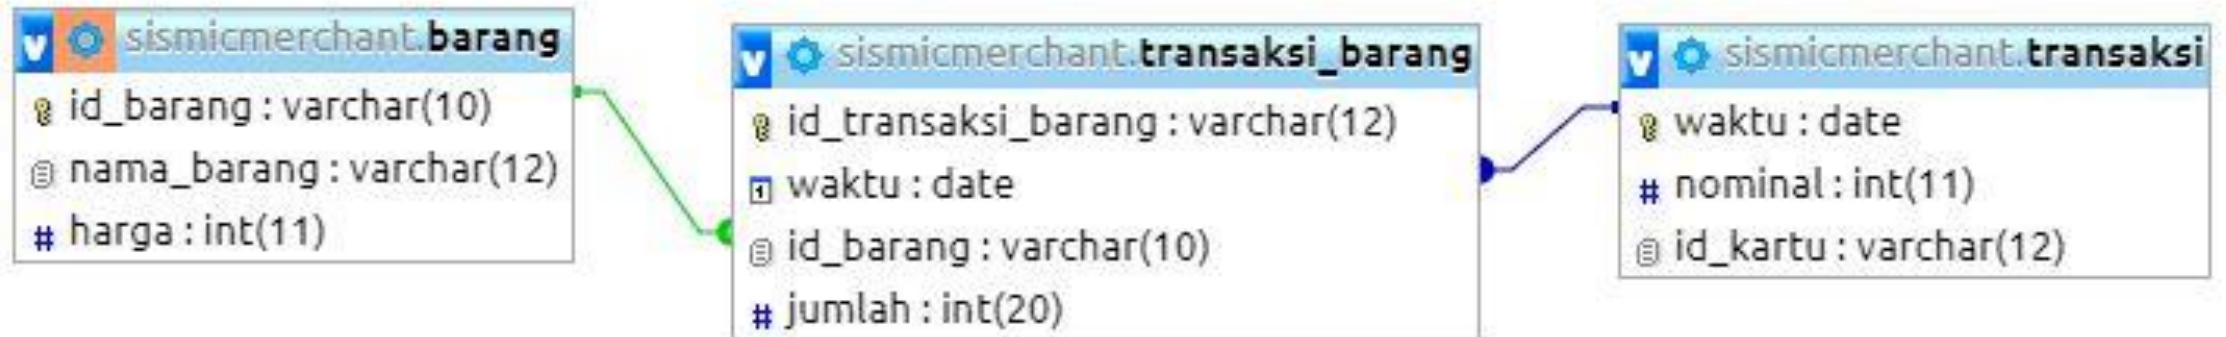 sismicmerchant.barang
id_barang : varchar(10)
nama_barang : varchar(12)
harga : int(11)
sismicmerchant.transaksi_barang
id_transaksi_barang : varchar(12)
waktu : date
id_barang : varchar(10)
jumlah : int(20)
sismicmerchant.transaksi
waktu : date
nominal : int(11)
id_kartu : varchar(12)